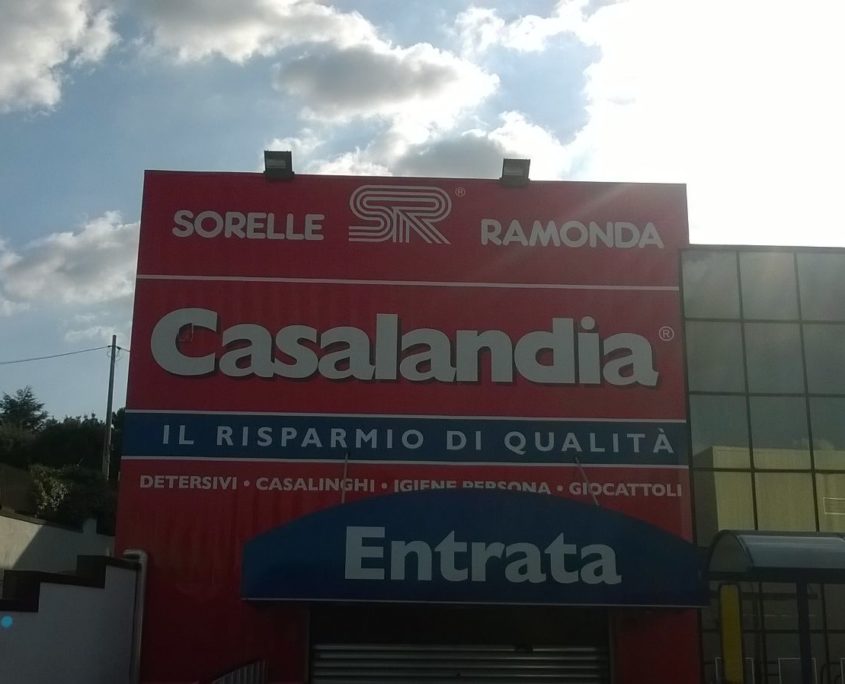 SORELLE SR® RAMONDA
Casalandia®
IL RISPARMIO DI QUALITÀ
DETERSIVI • CASALINGHI • IGIENE PERSONA • GIOCATTOLI
Entrata